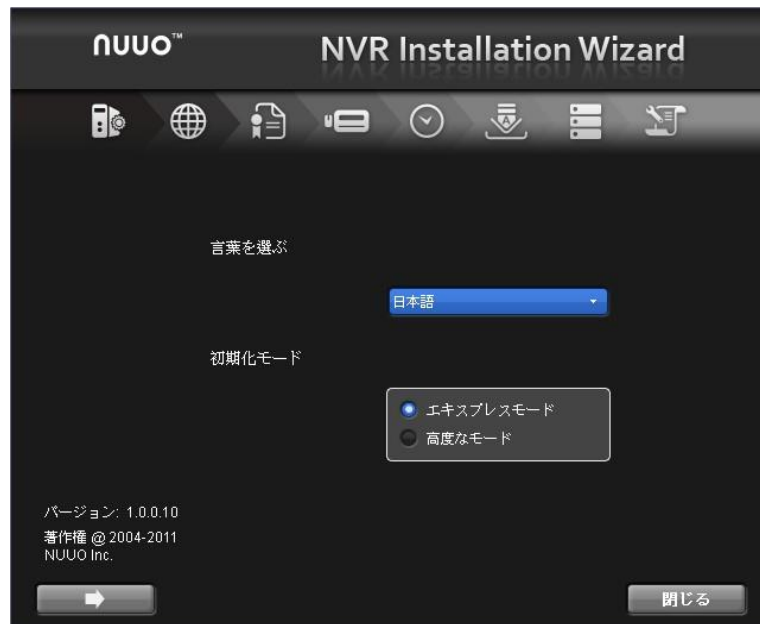 nuuo™
NVR Installation Wizard
言葉を選ぶ
日本語
初期化モード
エキスプレスモード
高度なモード
バージョン: 1.0.0.10
著作権 @ 2004-2011
NUUO Inc.
閉じる